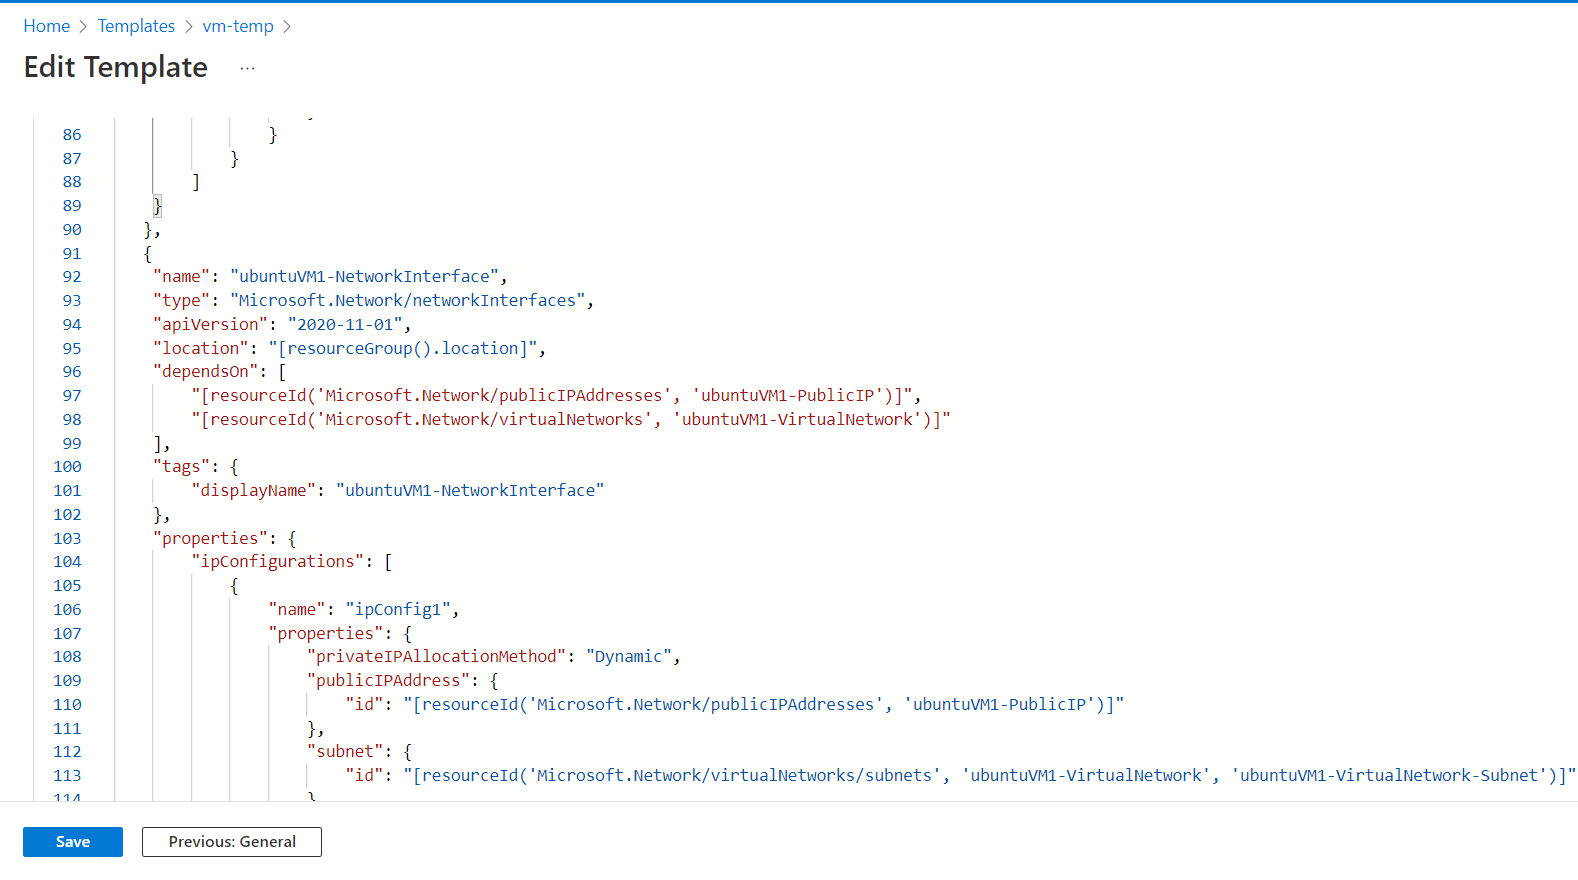 Home > Templates > vm-temp >
Edit Template ...
86 }
87 }
88 ]
89 }
90 },
91 {
92 "name": "ubuntuVM1-NetworkInterface",
93 "type": "Microsoft.Network/networkInterfaces",
94 "apiVersion": "2020-11-01",
95 "location": "[resourceGroup().location]",
96 "dependsOn": [
97 "[resourceId('Microsoft.Network/publicIPAddresses', 'ubuntuVM1-PublicIP')]",
98 "[resourceId('Microsoft.Network/virtualNetworks', 'ubuntuVM1-VirtualNetwork')]"
99 ],
100 "tags": {
101 "displayName": "ubuntuVM1-NetworkInterface"
102 },
103 "properties": {
104 "ipConfigurations": [
105 {
106 "name": "ipConfig1",
107 "properties": {
108 "privateIPAllocationMethod": "Dynamic",
109 "publicIPAddress": {
110 "id": "[resourceId('Microsoft.Network/publicIPAddresses', 'ubuntuVM1-PublicIP')]"
111 },
112 "subnet": {
113 "id": "[resourceId('Microsoft.Network/virtualNetworks/subnets', 'ubuntuVM1-VirtualNetwork', 'ubuntuVM1-VirtualNetwork-Subnet')]"
114 }
Save
Previous: General